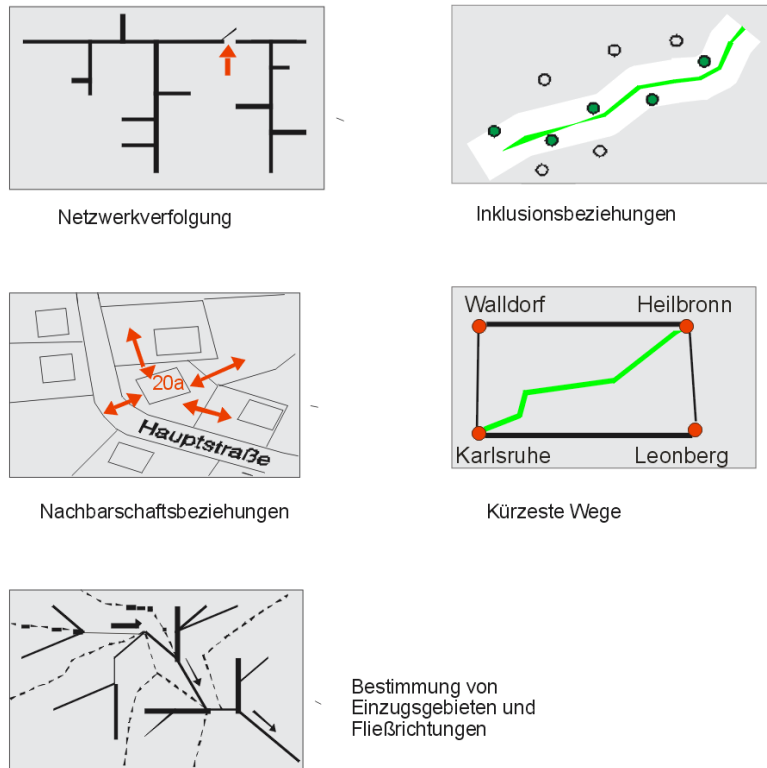 Netzwerkverfolgung
Inklusionsbeziehungen
20a
Hauptstraße
Nachbarschaftsbeziehungen
Walldorf
Heilbronn
Karlsruhe
Leonberg
Kürzeste Wege
Bestimmung von
Einzugsgebieten und
Fließrichtungen